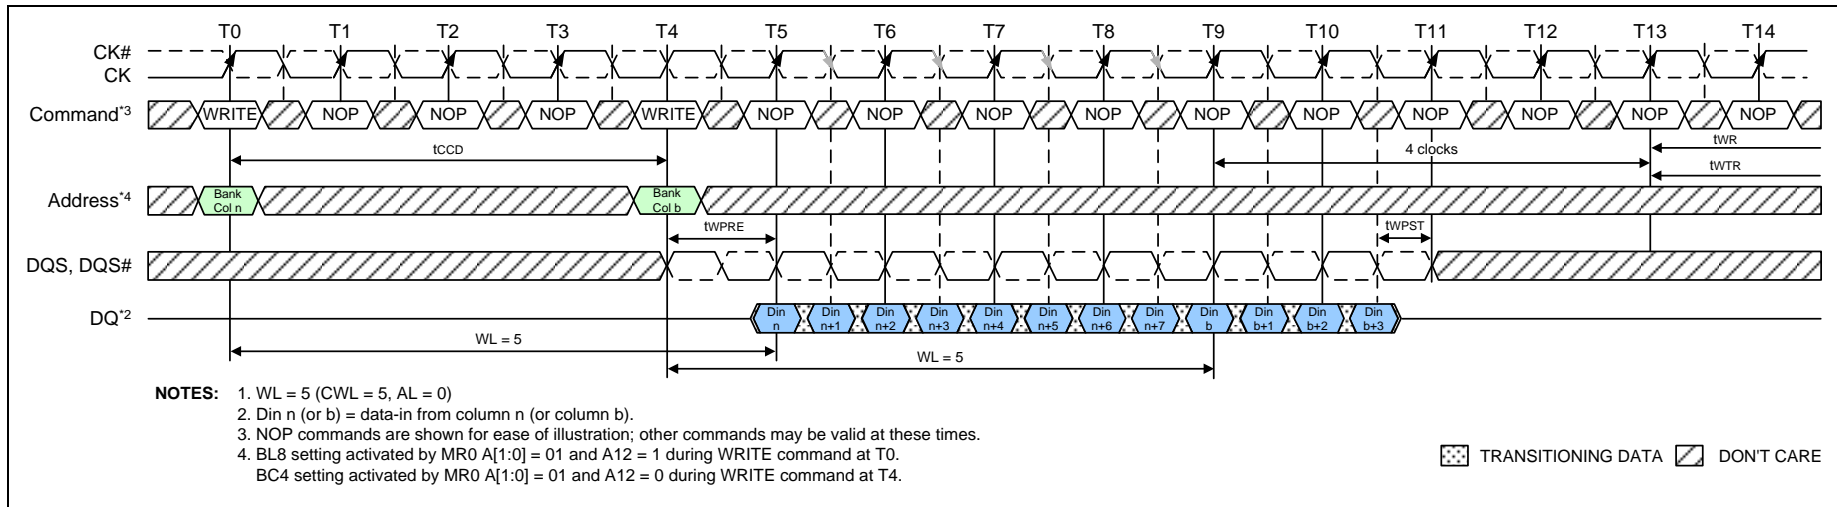 T0 T1 T2 T3 T4 T5 T6 T7 T8 T9 T10 T11 T12 T13 T14
CK#
CK
Command*3 WRITE NOP NOP NOP WRITE NOP NOP NOP NOP NOP NOP NOP NOP NOP NOP
tCCD 4 clocks tWR
tWTR
Address*4 Bank Col n Bank Col b
tWPRE tWPST
DQS, DQS#
DQ*2 Din n Din n+1 Din n+2 Din n+3 Din n+4 Din n+5 Din n+6 Din n+7 Din b Din b+1 Din b+2 Din b+3
WL = 5
WL = 5
NOTES: 1. WL = 5 (CWL = 5, AL = 0)
2. Din n (or b) = data-in from column n (or column b).
3. NOP commands are shown for ease of illustration; other commands may be valid at these times.
4. BL8 setting activated by MR0 A[1:0] = 01 and A12 = 1 during WRITE command at T0.
BC4 setting activated by MR0 A[1:0] = 01 and A12 = 0 during WRITE command at T4.
TRANSITIONING DATA DON'T CARE